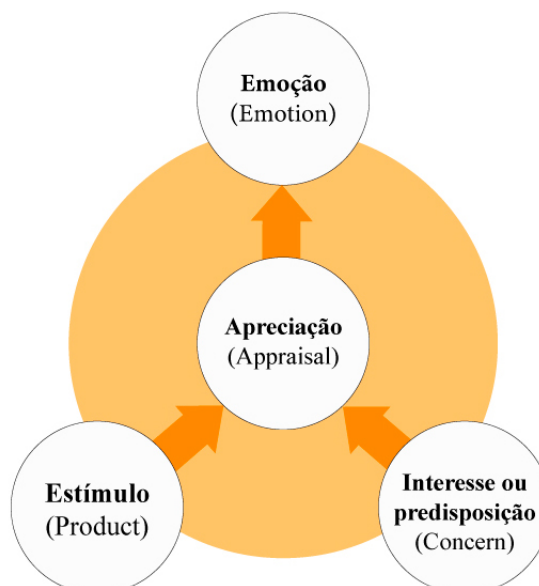 Emoção
(Emotion)
Apreciação
(Appraisal)
Estímulo
(Product)
Interesse ou
predisposição
(Concern)